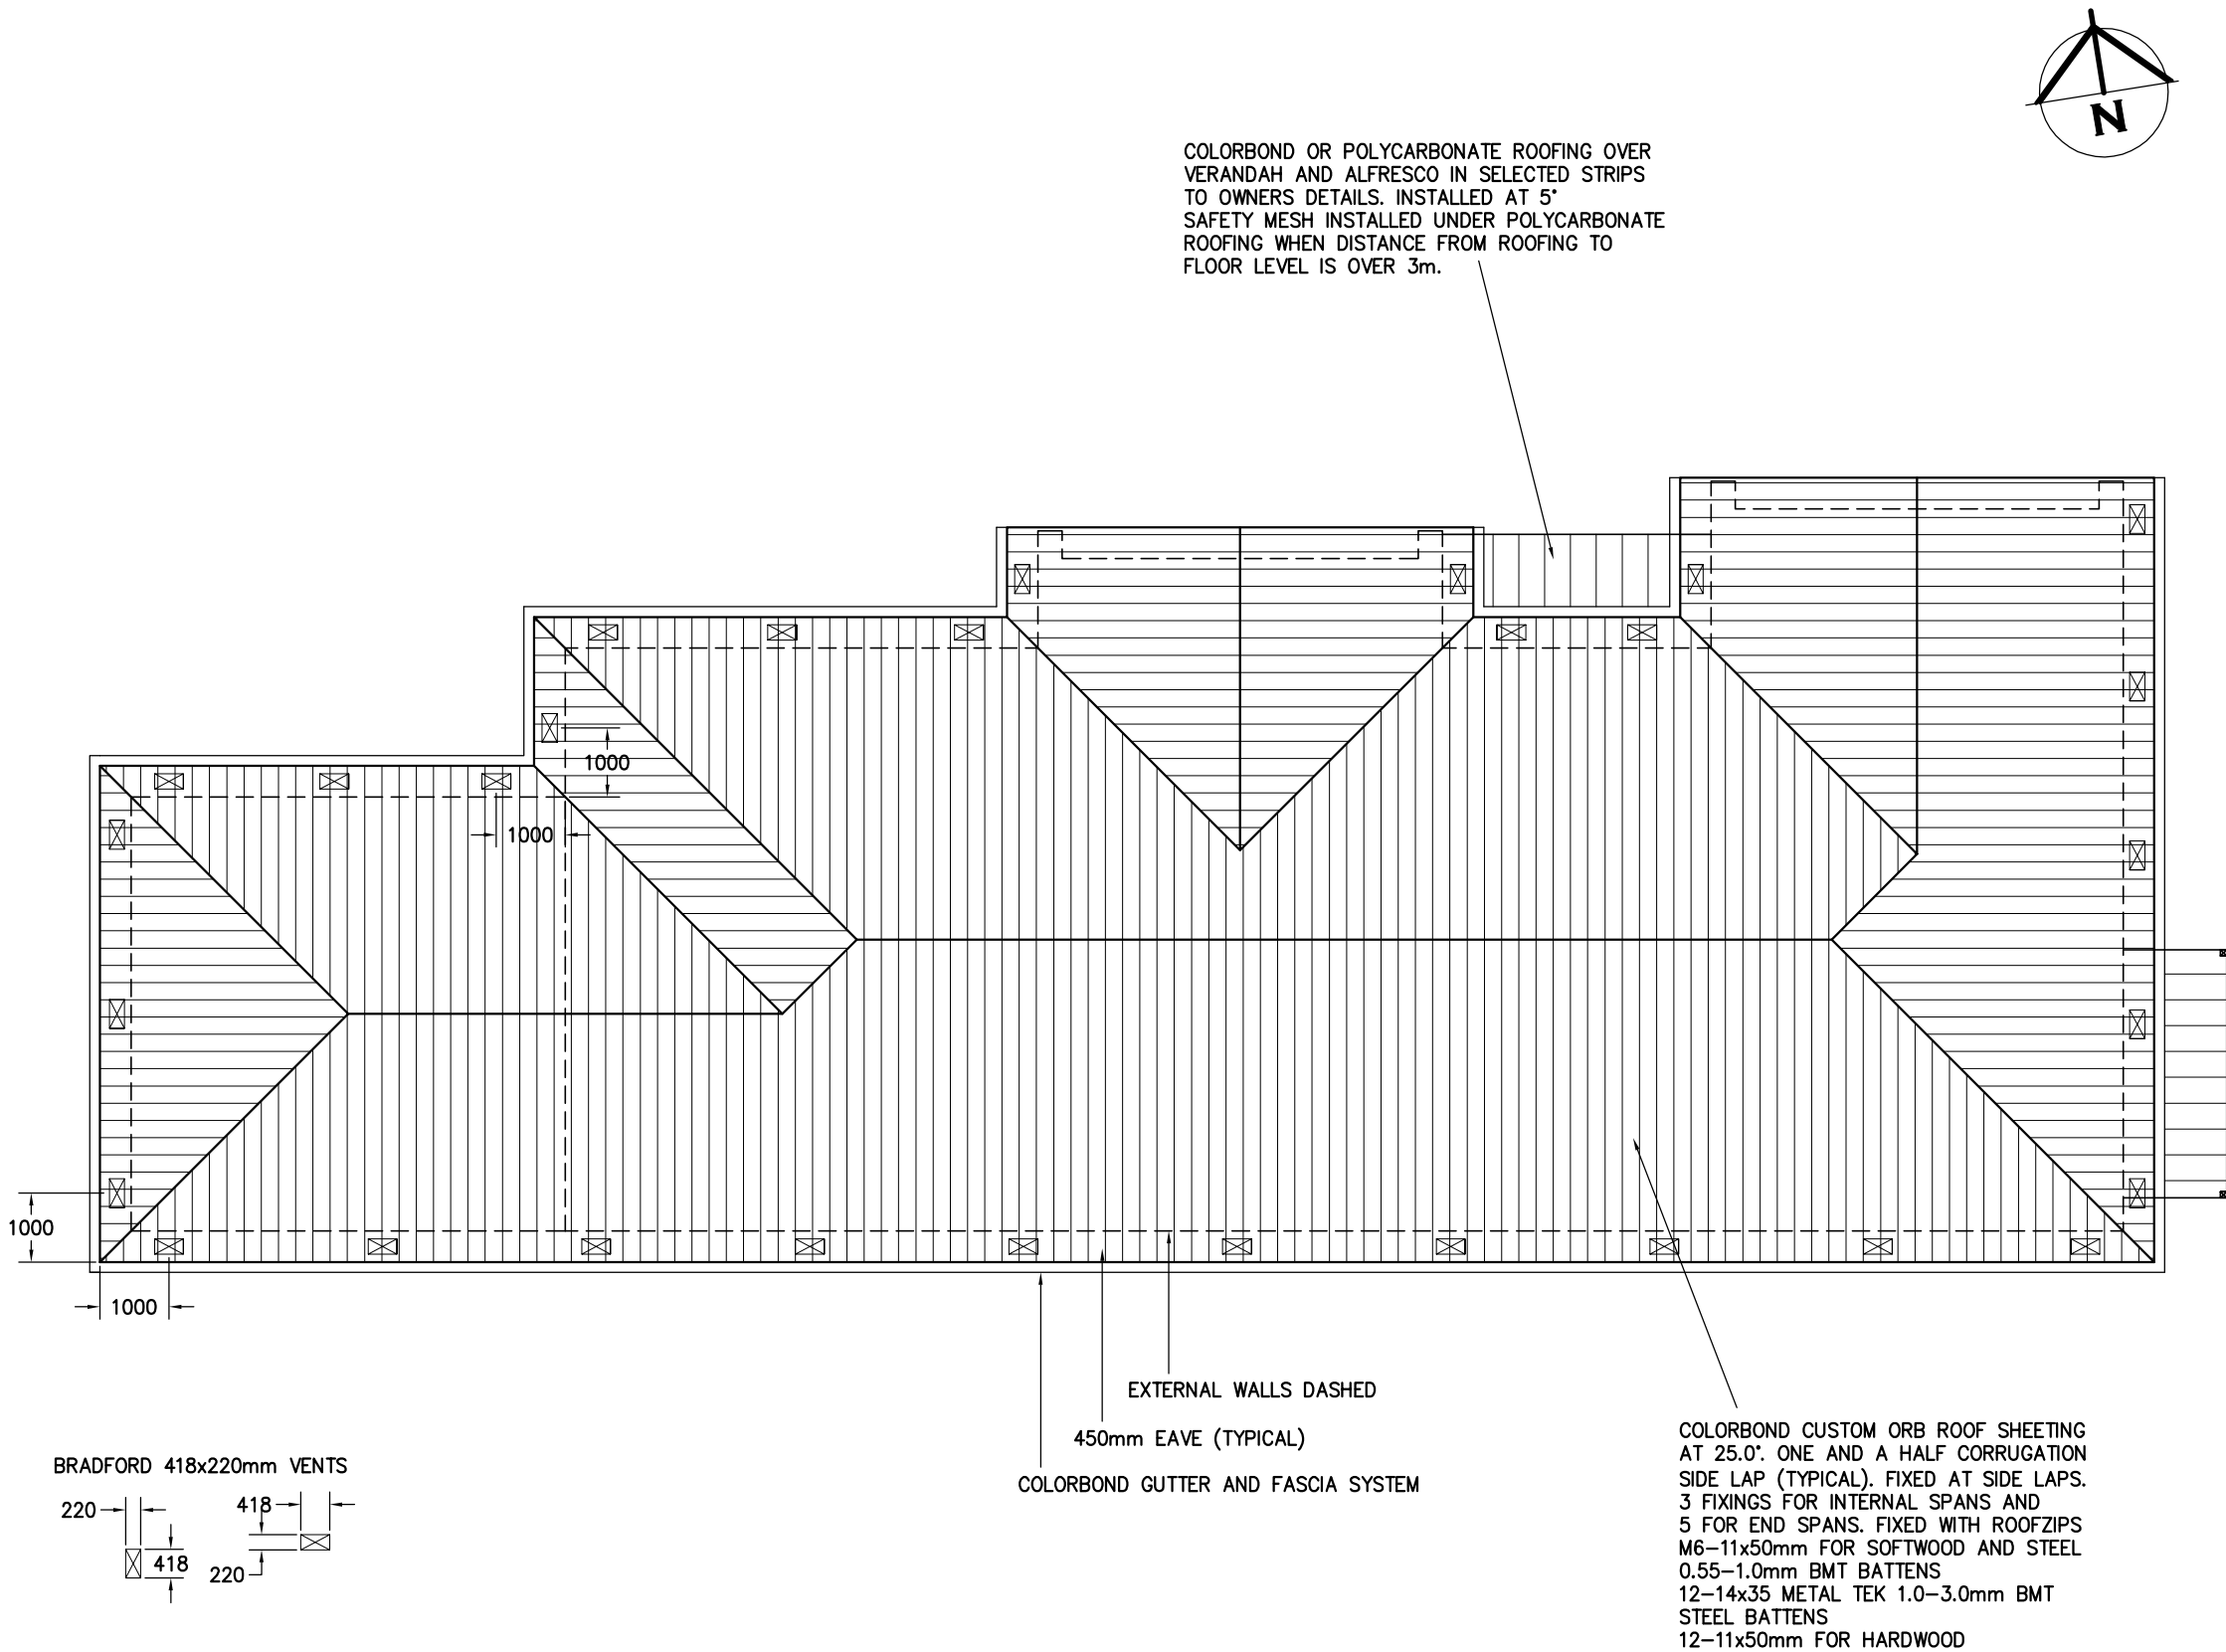 N
COLORBOND OR POLYCARBONATE ROOFING OVER
VERANDAH AND ALFRESCO IN SELECTED STRIPS
TO OWNERS DETAILS. INSTALLED AT 5°
SAFETY MESH INSTALLED UNDER POLYCARBONATE
ROOFING WHEN DISTANCE FROM ROOFING TO
FLOOR LEVEL IS OVER 3m.
1000
1000
1000
1000
EXTERNAL WALLS DASHED
450mm EAVE (TYPICAL)
COLORBOND GUTTER AND FASCIA SYSTEM
BRADFORD 418x220mm VENTS
220
418
418
220
COLORBOND CUSTOM ORB ROOF SHEETING
AT 25.0°. ONE AND A HALF CORRUGATION
SIDE LAP (TYPICAL). FIXED AT SIDE LAPS.
3 FIXINGS FOR INTERNAL SPANS AND
5 FOR END SPANS. FIXED WITH ROOFZIPS
M6-11x50mm FOR SOFTWOOD AND STEEL
0.55-1.0mm BMT BATTENS
12-14x35 METAL TEK 1.0-3.0mm BMT
STEEL BATTENS
12-11x50mm FOR HARDWOOD